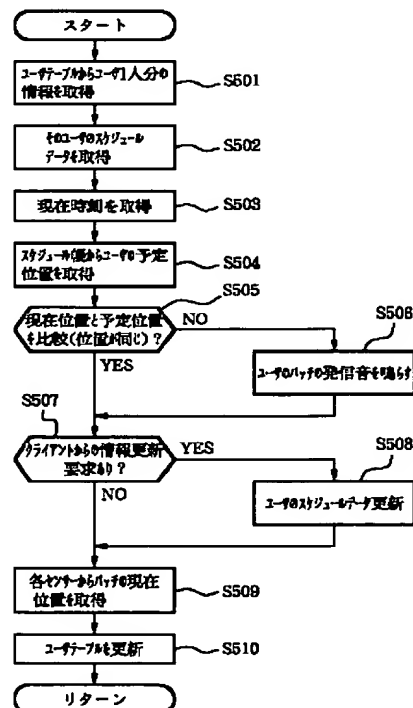 スタート
ユーザテーブルからユーザ1人分の
情報を取得
S501
そのユーザのスケジュール
データを取得
S502
現在時刻を取得
S503
スケジュール情報からユーザの予定
位置を取得
S504
S505
現在位置と予定位置
を比較(位置が同じ)?
NO
YES
S506
ユーザのバッチの発信音を鳴らす
S507
クライアントからの情報更新
要求あり?
YES
NO
S508
ユーザのスケジュールデータ更新
各センサーからバッチの現在
位置を取得
S509
ユーザテーブルを更新
S510
リターン